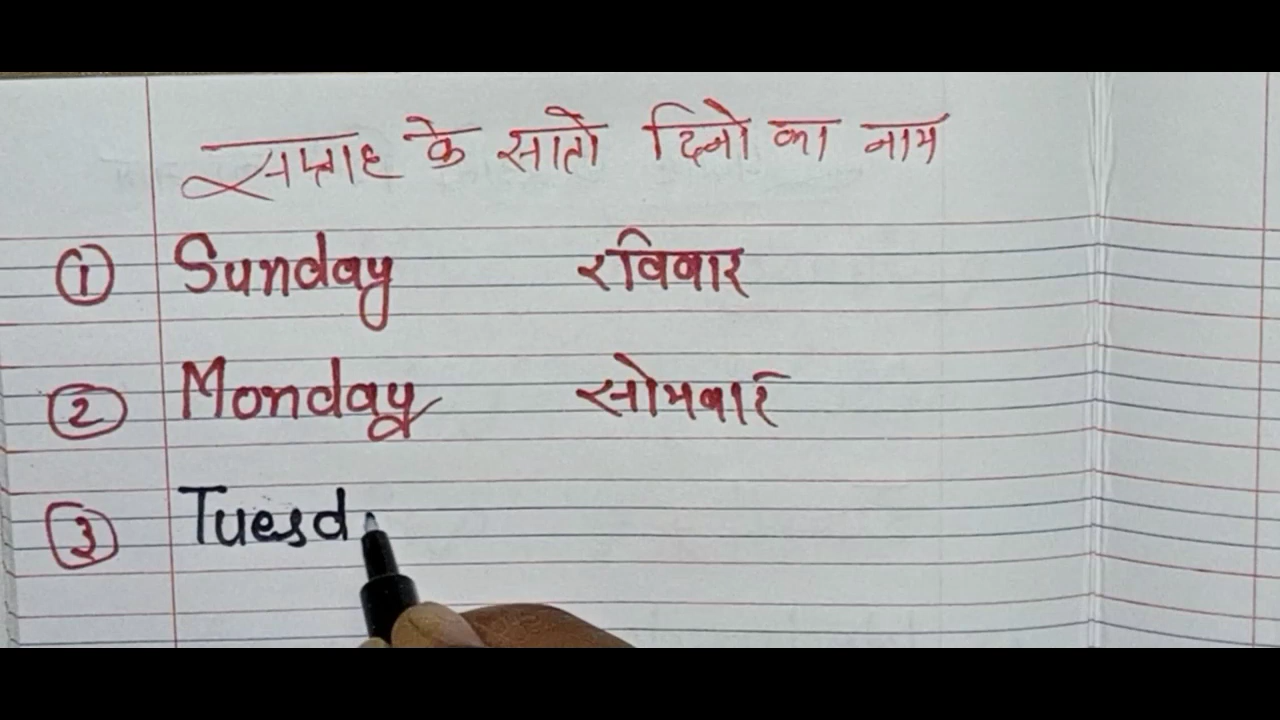 सप्ताह के सातो दिनो का नाम
① Sunday रविवार
② Monday सोमवार
③ Tuesd